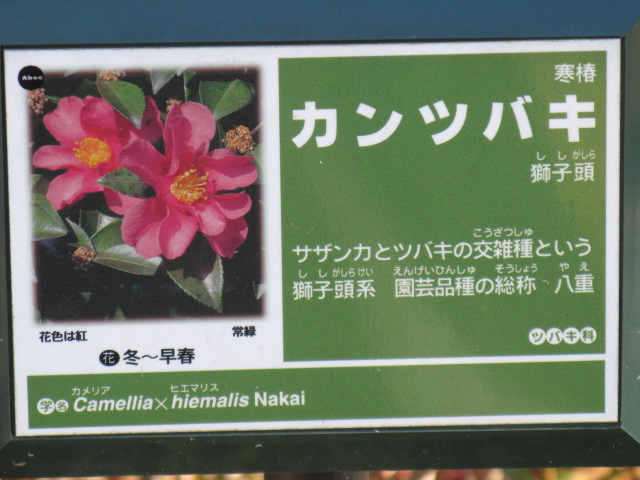 Aboc
寒椿
カンツバキ
ししがしら
獅子頭
こうざつしゅ
サザンカとツバキの交雑種という
ししがしらけい えんげいひんしゅ そうしょう やえ
獅子頭系 園芸品種の総称 八重
ツバキ科
花色は紅 常緑
花 冬～早春
カメリア ヒエマリス
学名 Camellia×hiemalis Nakai